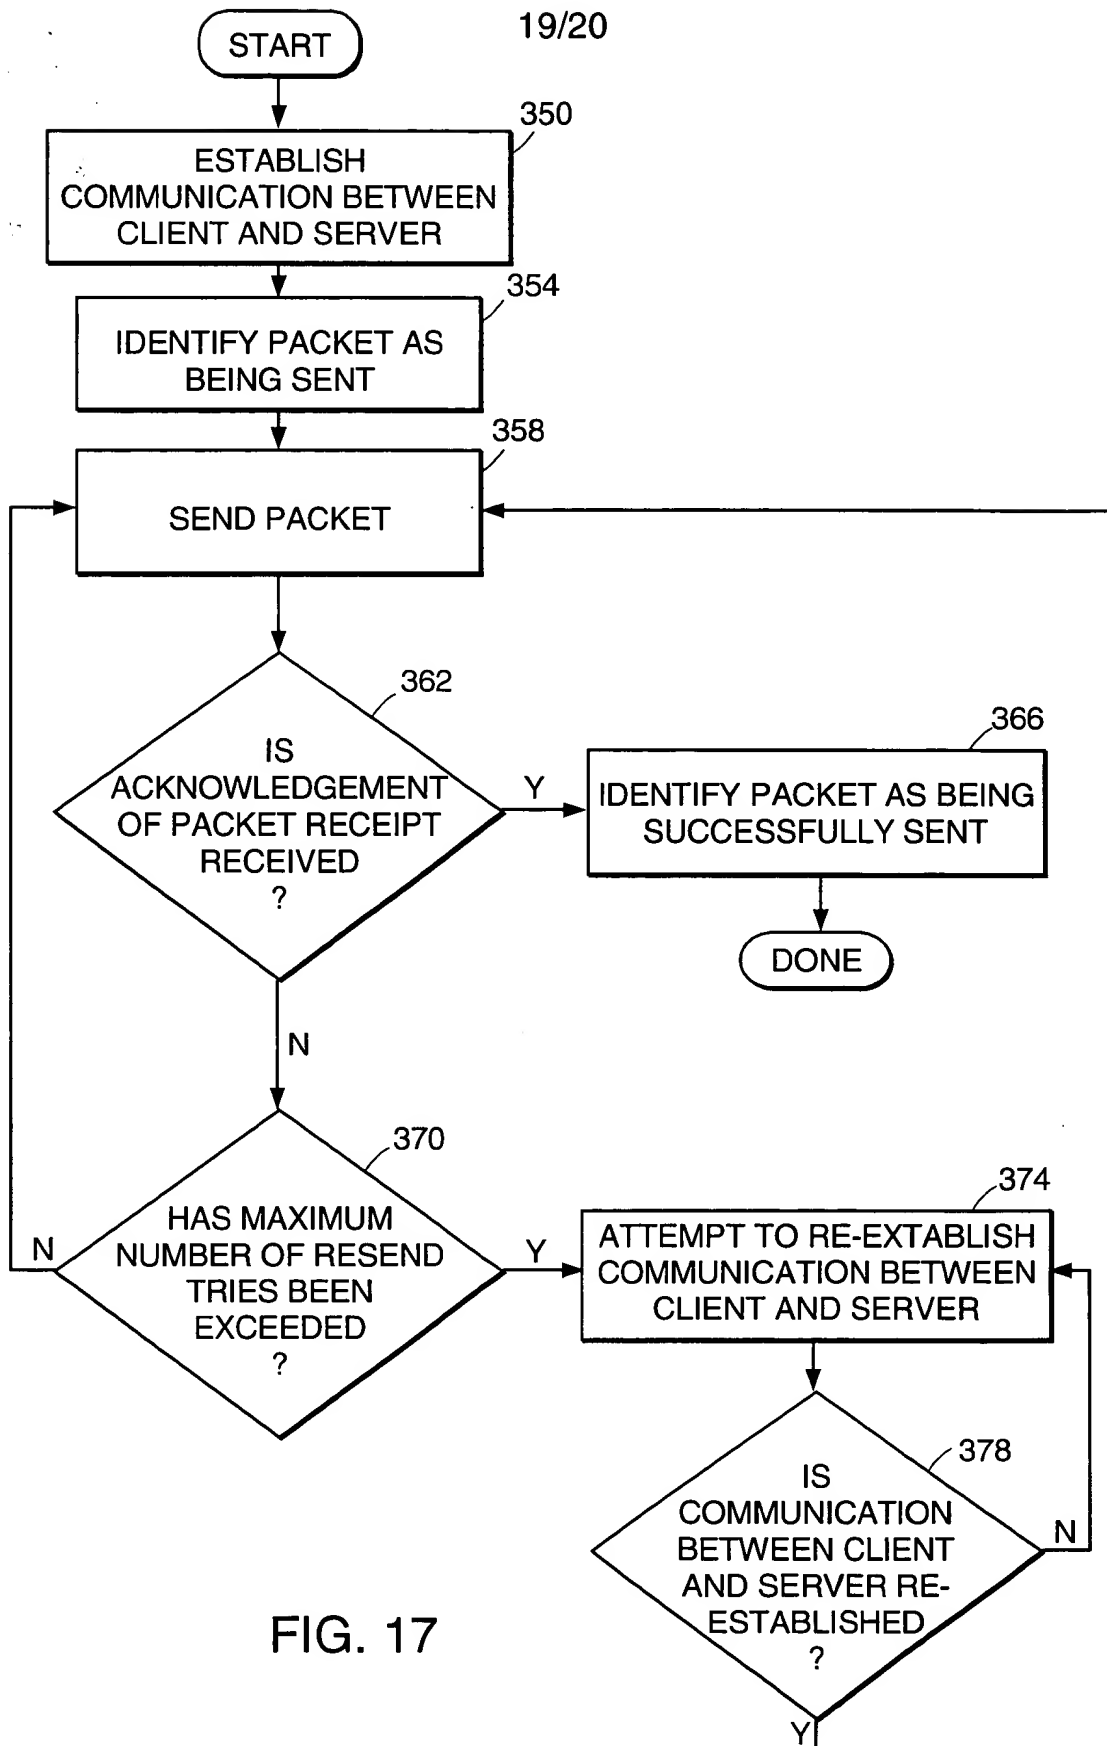 19/20
START
350
ESTABLISH
COMMUNICATION BETWEEN
CLIENT AND SERVER
354
IDENTIFY PACKET AS
BEING SENT
358
SEND PACKET
362
IS
ACKNOWLEDGEMENT
OF PACKET RECEIPT
RECEIVED
?
Y
366
IDENTIFY PACKET AS BEING
SUCCESSFULLY SENT
DONE
N
370
HAS MAXIMUM
NUMBER OF RESEND
TRIES BEEN
EXCEEDED
?
N
Y
374
ATTEMPT TO RE-EXTABLISH
COMMUNICATION BETWEEN
CLIENT AND SERVER
378
IS
COMMUNICATION
BETWEEN CLIENT
AND SERVER RE-
ESTABLISHED
?
N
Y
FIG. 17